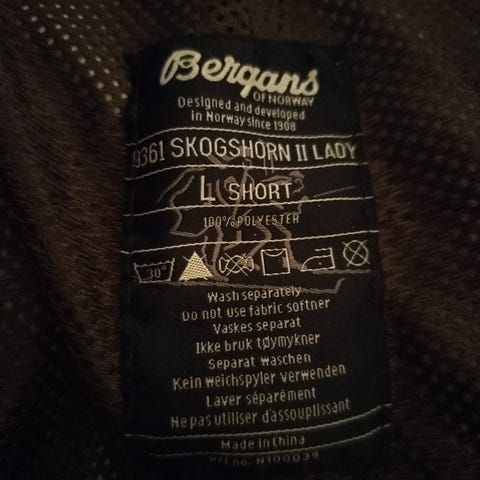 Bergans
OF NORWAY
Designed and developed
in Norway since 1908
9361 SKOGSHORN II LADY
L SHORT
100% POLYESTER
30°
Wash separately
Do not use fabric softner
Vaskes separat
Ikke bruk tøymykner
Separat waschen
Kein weichspyler verwenden
Laver séparément
Ne pas utiliser d'assouplissant
Made in China
P/I no. N100039